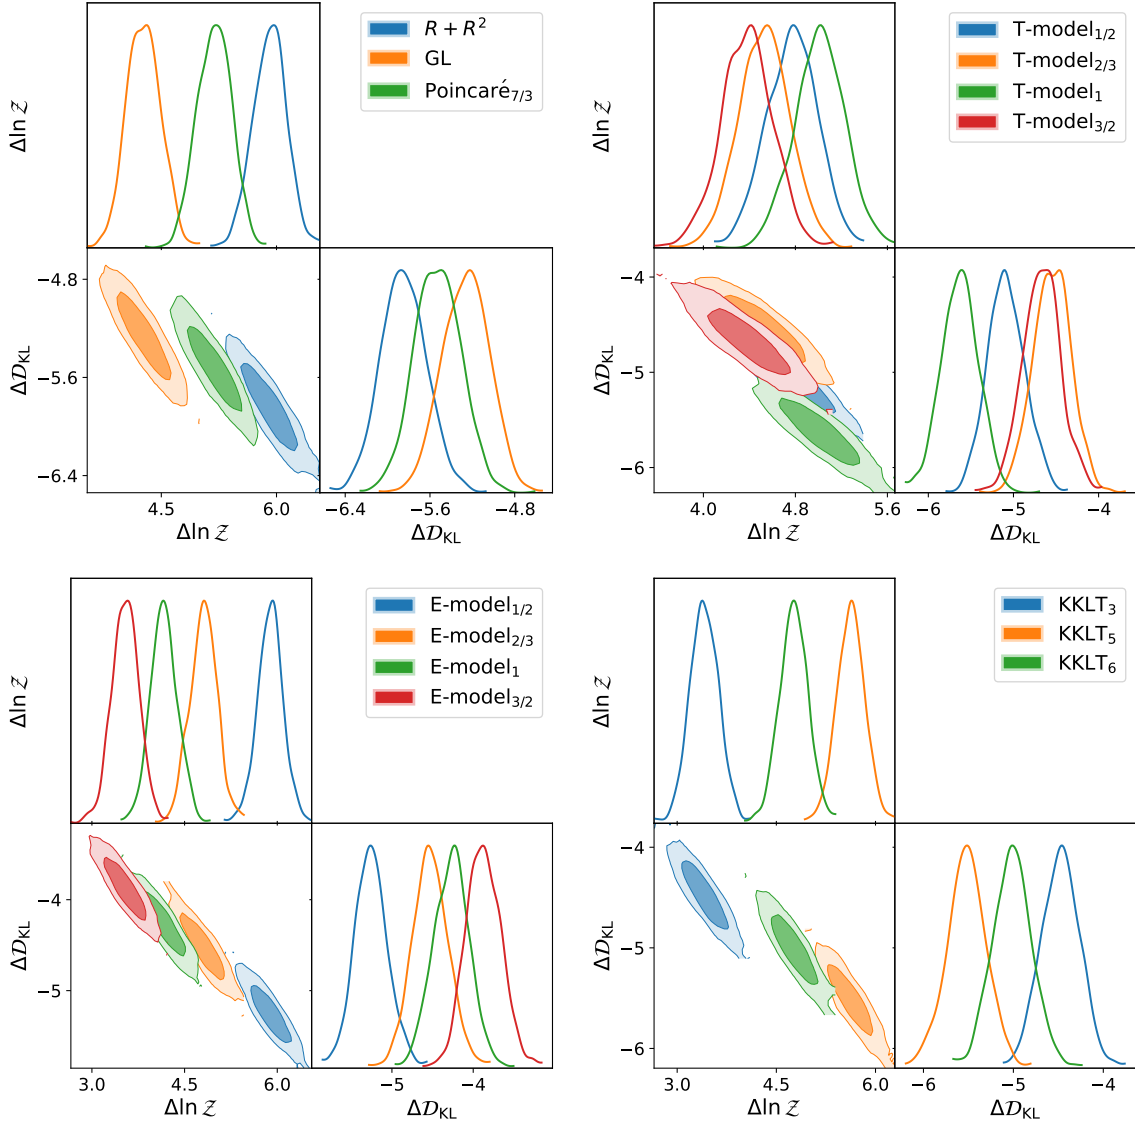 Δln 𝒵
R + R²
GL
Poincaré₇/₃
Δ𝒟KL
−4.8
−5.6
−6.4
4.5 6.0
Δln 𝒵
−6.4 −5.6 −4.8
Δ𝒟KL
Δln 𝒵
T-model₁/₂
T-model₂/₃
T-model₁
T-model₃/₂
Δ𝒟KL
−4
−5
−6
4.0 4.8 5.6
Δln 𝒵
−6 −5 −4
Δ𝒟KL
Δln 𝒵
E-model₁/₂
E-model₂/₃
E-model₁
E-model₃/₂
Δ𝒟KL
−4
−5
3.0 4.5 6.0
Δln 𝒵
−5 −4
Δ𝒟KL
Δln 𝒵
KKLT₃
KKLT₅
KKLT₆
Δ𝒟KL
−4
−5
−6
3.0 4.5 6.0
Δln 𝒵
−6 −5 −4
Δ𝒟KL